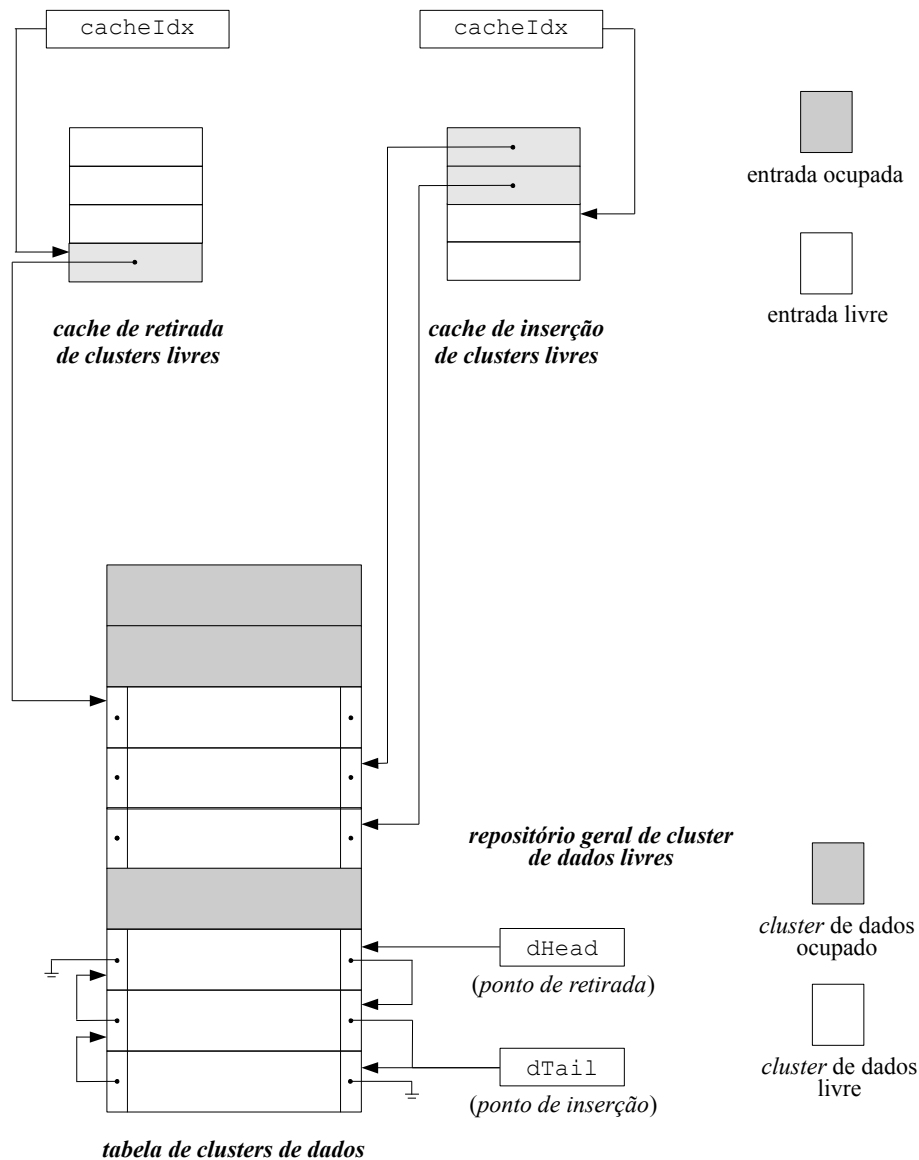 cacheIdx
cacheIdx
entrada ocupada
entrada livre
cache de retirada
de clusters livres
cache de inserção
de clusters livres
repositório geral de cluster
de dados livres
cluster de dados
ocupado
dHead
(ponto de retirada)
cluster de dados
livre
dTail
(ponto de inserção)
tabela de clusters de dados